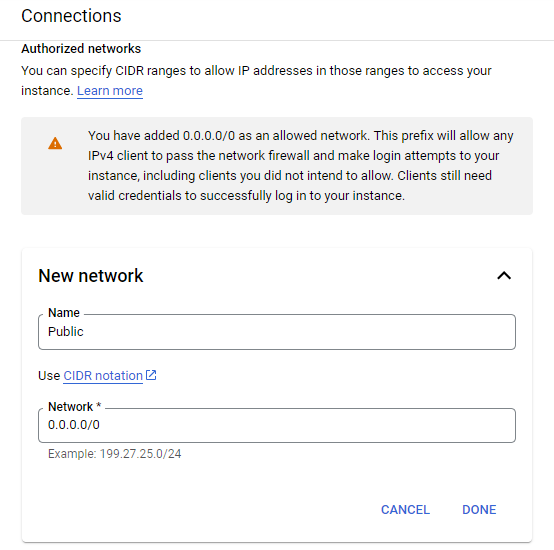 Connections
Authorized networks
You can specify CIDR ranges to allow IP addresses in those ranges to access your
instance. Learn more
You have added 0.0.0.0/0 as an allowed network. This prefix will allow any
IPv4 client to pass the network firewall and make login attempts to your
instance, including clients you did not intend to allow. Clients still need
valid credentials to successfully log in to your instance.
New network
Name
Public
Use CIDR notation
Network *
0.0.0.0/0
Example: 199.27.25.0/24
CANCEL DONE